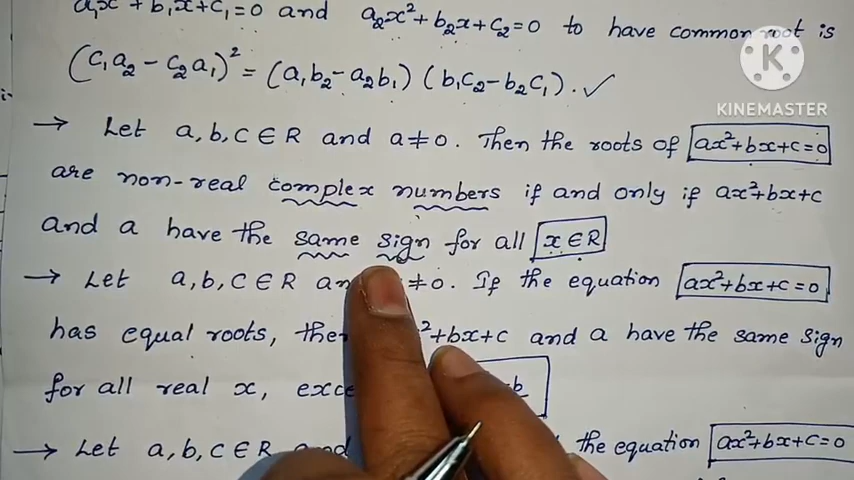 a₁x² + b₁x + c₁ = 0 and a₂x² + b₂x + c₂ = 0 to have common root is
(c₁a₂ - c₂a₁)² = (a₁b₂ - a₂b₁) (b₁c₂ - b₂c₁). ✓
KINEMASTER
→ Let a, b, c ∈ R and a ≠ 0. Then the roots of ax²+bx+c=0
are non-real complex numbers if and only if ax²+bx+c
and a have the same sign for all x ∈ R
→ Let a, b, c ∈ R an ≠ 0. If the equation ax²+bx+c=0
has equal roots, the ²+bx+c and a have the same sign
for all real x, exce -b
→ Let a, b, c ∈ R the equation ax²+bx+c=0